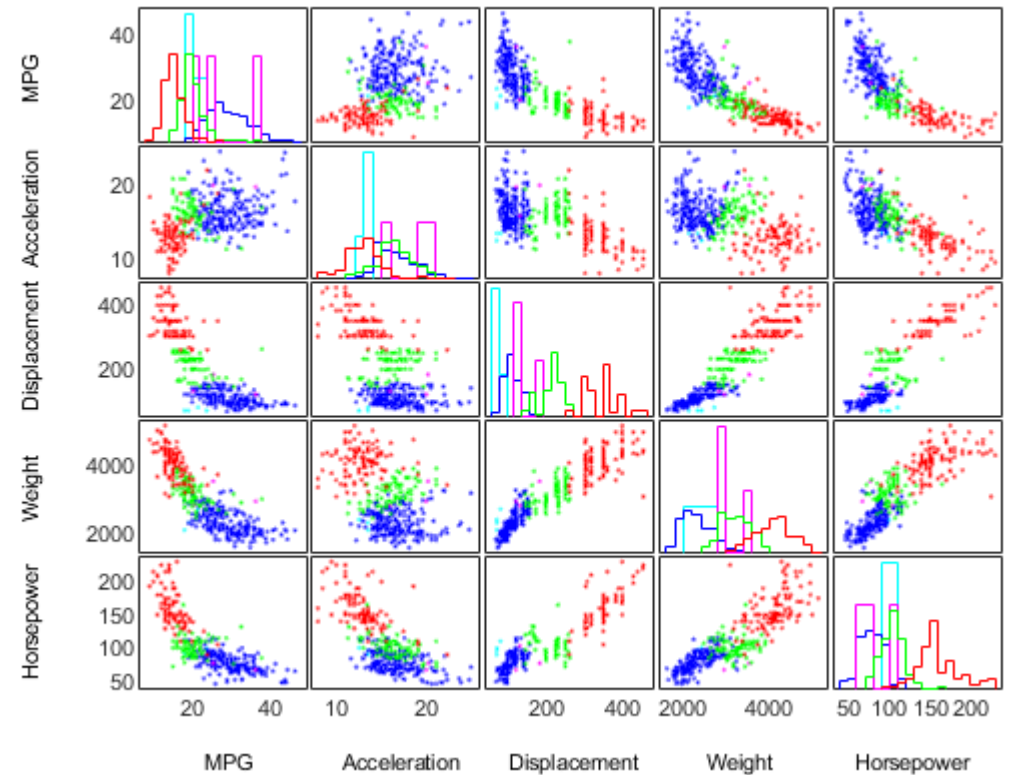 MPG
40
20
Acceleration
20
10
Displacement
400
200
Weight
4000
2000
Horsepower
200
150
100
50
20 40 10 20 200 400 2000 4000 50 100 150 200
MPG Acceleration Displacement Weight Horsepower